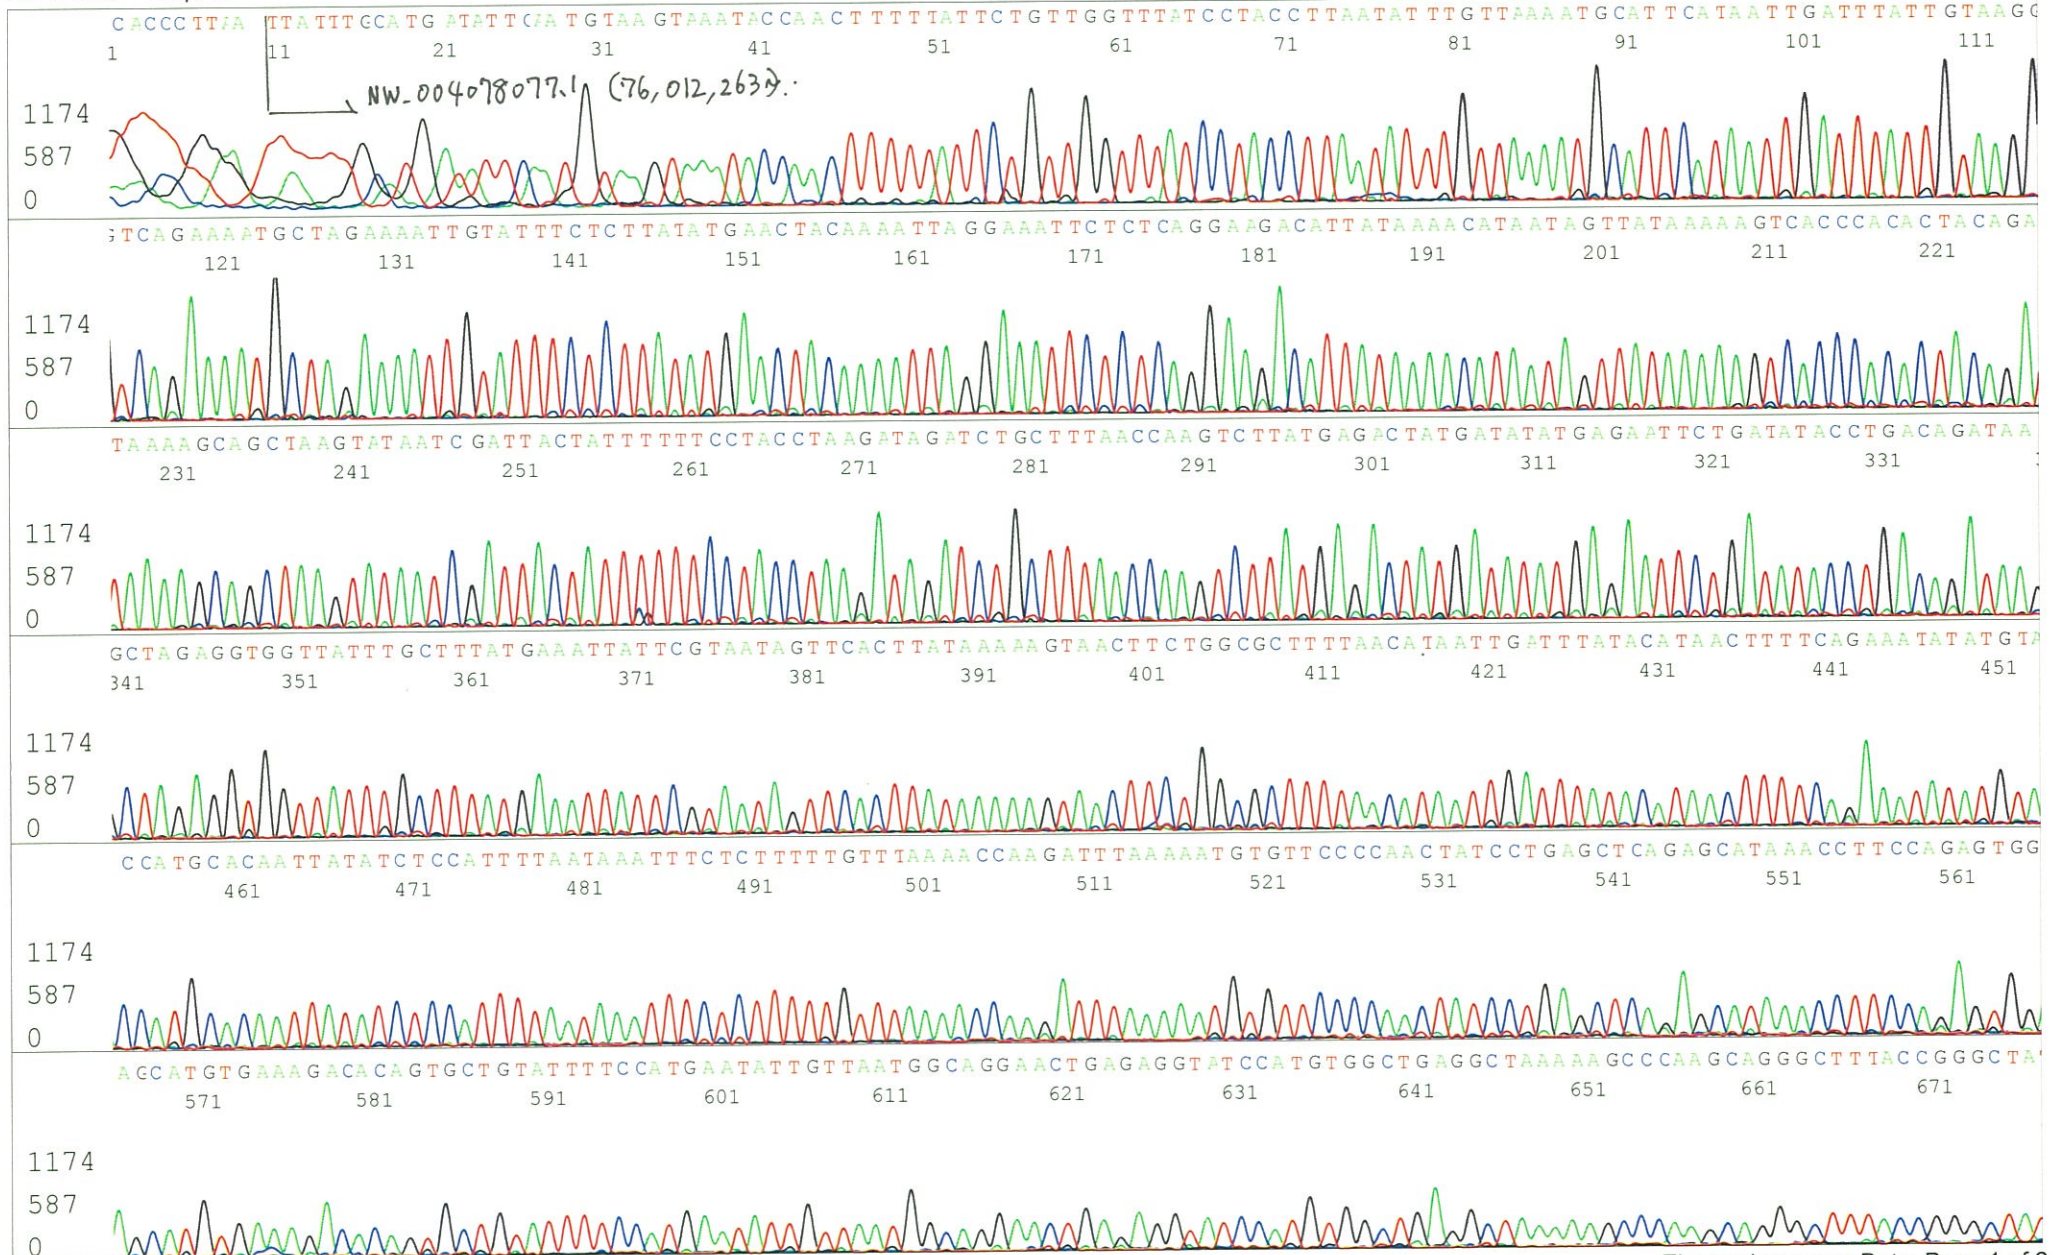 CACCCTTAA TTATTTGCATG ATATTCAA TGTAAGTAAATACCAACTTTTTATTCTGTTGGTTTATCCTACCTTAATATTTGTTAAAATGCATTCATAATTGATTTATTGTAAGG
1 11 21 31 41 51 61 71 81 91 101 111
NW_004078077.1 (76,012,263
1174
587
0
GTCAGAAAATGCTAGAAAATTGTATTTCTCTTATATGAACTACAAAATTAGGAAATTCTCTCAGGAAGACATTATAAAACATAATAGTTATAAAAAGTCACCCACACTACAGA
121 131 141 151 161 171 181 191 201 211 221
1174
587
0
TAAAAGCAGCTAAGTATAATCGATTACTATTTTTTCCTACCTAAGATAGATCTGCTTTAACCAAGTCTTATGAGACTATGATATATGAGAATTCTGATATACCTGACAGATAA
231 241 251 261 271 281 291 301 311 321 331
1174
587
0
GCTAGAGGTGGTTATTTGCTTTATGAAATTATTCGTAATAGTTCACTTATAAAAAGTAACTTCTGGCGCTTTTAACATAATTGATTTATACATAACTTTTCAGAAATATATGTA
341 351 361 371 381 391 401 411 421 431 441 451
1174
587
0
CCATGCACAATTATATCTCCATTTTAATAAATTTCTCTTTTTGTTTAAAACCAAGATTTAAAAATGTGTTCCCCAACTATCCTGAGCTCAGAGCATAAACCTTCCAGAGTGG
461 471 481 491 501 511 521 531 541 551 561
1174
587
0
AGCATGTGAAAGACACAGTGCTGTATTTTCCATGAATATTGTTAATGGCAGGAACTGAGAGGTATCCATGTGGCTGAGGCTAAAAAGCCCAAGCAGGGCTTTACCGGGCTA
571 581 591 601 611 621 631 641 651 661 671
1174
587
0